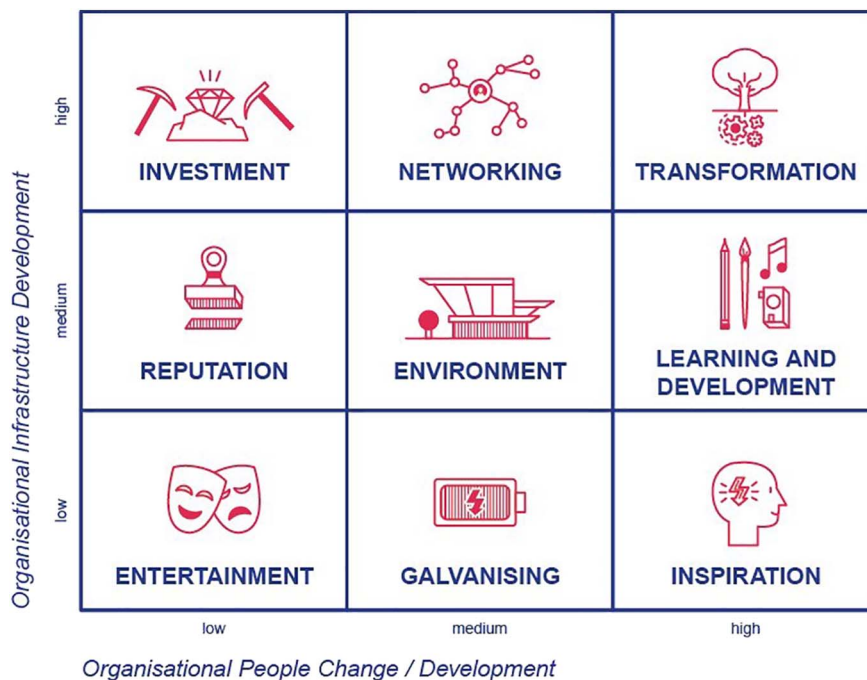 high
INVESTMENT
NETWORKING
TRANSFORMATION
Organisational Infrastructure Development
medium
REPUTATION
ENVIRONMENT
LEARNING AND
DEVELOPMENT
low
ENTERTAINMENT
GALVANISING
INSPIRATION
low
medium
high
Organisational People Change / Development